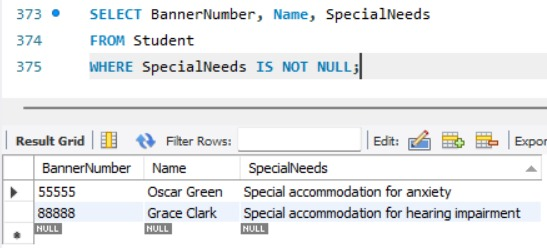 373 SELECT BannerNumber, Name, SpecialNeeds
374 FROM Student
375 WHERE SpecialNeeds IS NOT NULL;
Result Grid Filter Rows: Edit: Expor
BannerNumber Name SpecialNeeds
55555 Oscar Green Special accommodation for anxiety
88888 Grace Clark Special accommodation for hearing impairment
NULL NULL NULL